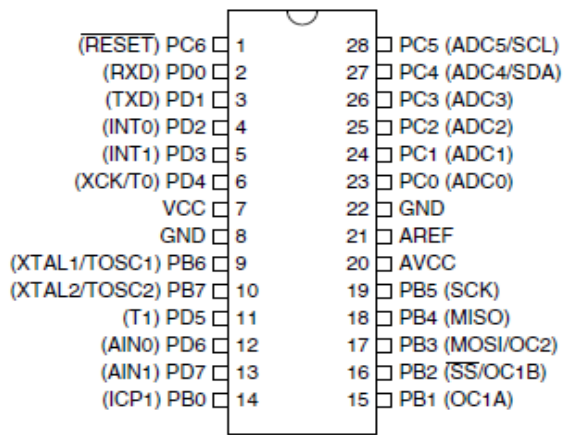 (RESET) PC6 1 28 PC5 (ADC5/SCL)
(RXD) PD0 2 27 PC4 (ADC4/SDA)
(TXD) PD1 3 26 PC3 (ADC3)
(INT0) PD2 4 25 PC2 (ADC2)
(INT1) PD3 5 24 PC1 (ADC1)
(XCK/T0) PD4 6 23 PC0 (ADC0)
VCC 7 22 GND
GND 8 21 AREF
(XTAL1/TOSC1) PB6 9 20 AVCC
(XTAL2/TOSC2) PB7 10 19 PB5 (SCK)
(T1) PD5 11 18 PB4 (MISO)
(AIN0) PD6 12 17 PB3 (MOSI/OC2)
(AIN1) PD7 13 16 PB2 (SS/OC1B)
(ICP1) PB0 14 15 PB1 (OC1A)